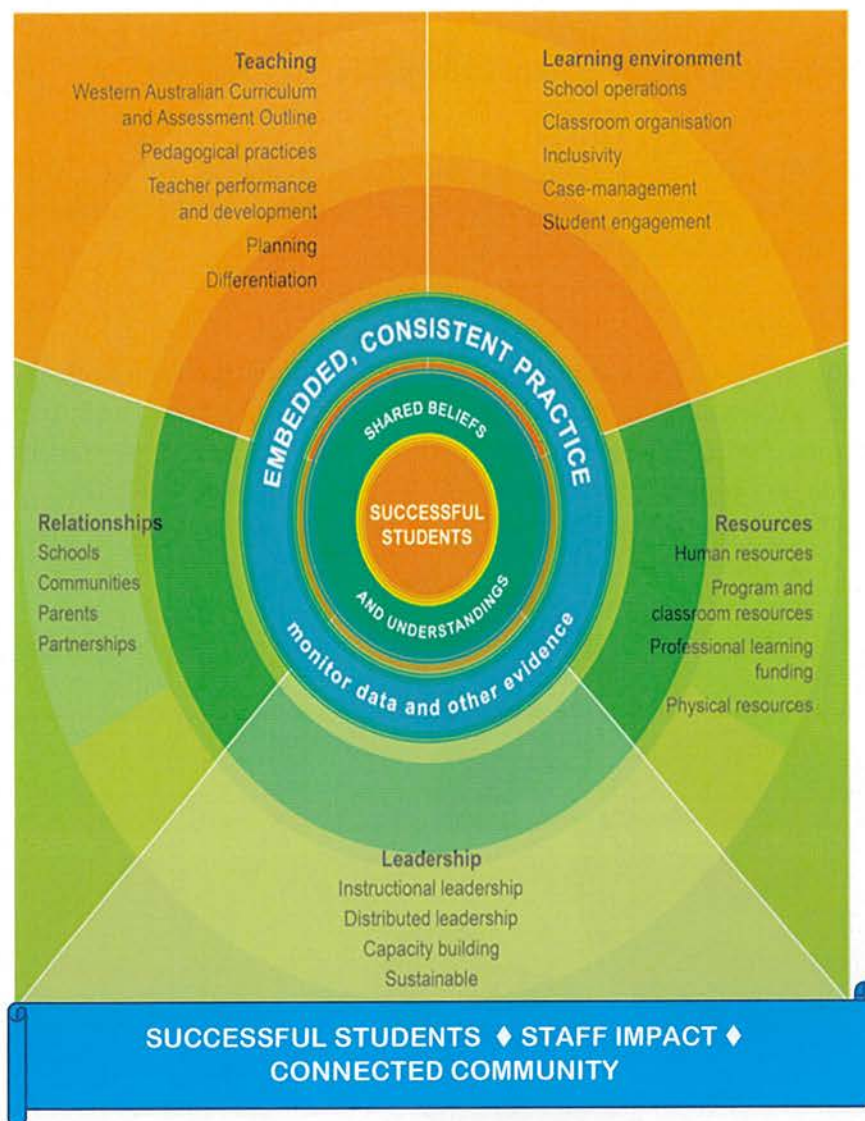 Teaching
Western Australian Curriculum
and Assessment Outline
Pedagogical practices
Teacher performance
and development
Planning
Differentiation
Learning environment
School operations
Classroom organisation
Inclusivity
Case-management
Student engagement
EMBEDDED, CONSISTENT PRACTICE
SHARED BELIEFS
SUCCESSFUL
STUDENTS
AND UNDERSTANDINGS
monitor data and other evidence
Relationships
Schools
Communities
Parents
Partnerships
Resources
Human resources
Program and
classroom resources
Professional learning
funding
Physical resources
Leadership
Instructional leadership
Distributed leadership
Capacity building
Sustainable
SUCCESSFUL STUDENTS ♦ STAFF IMPACT ♦
CONNECTED COMMUNITY